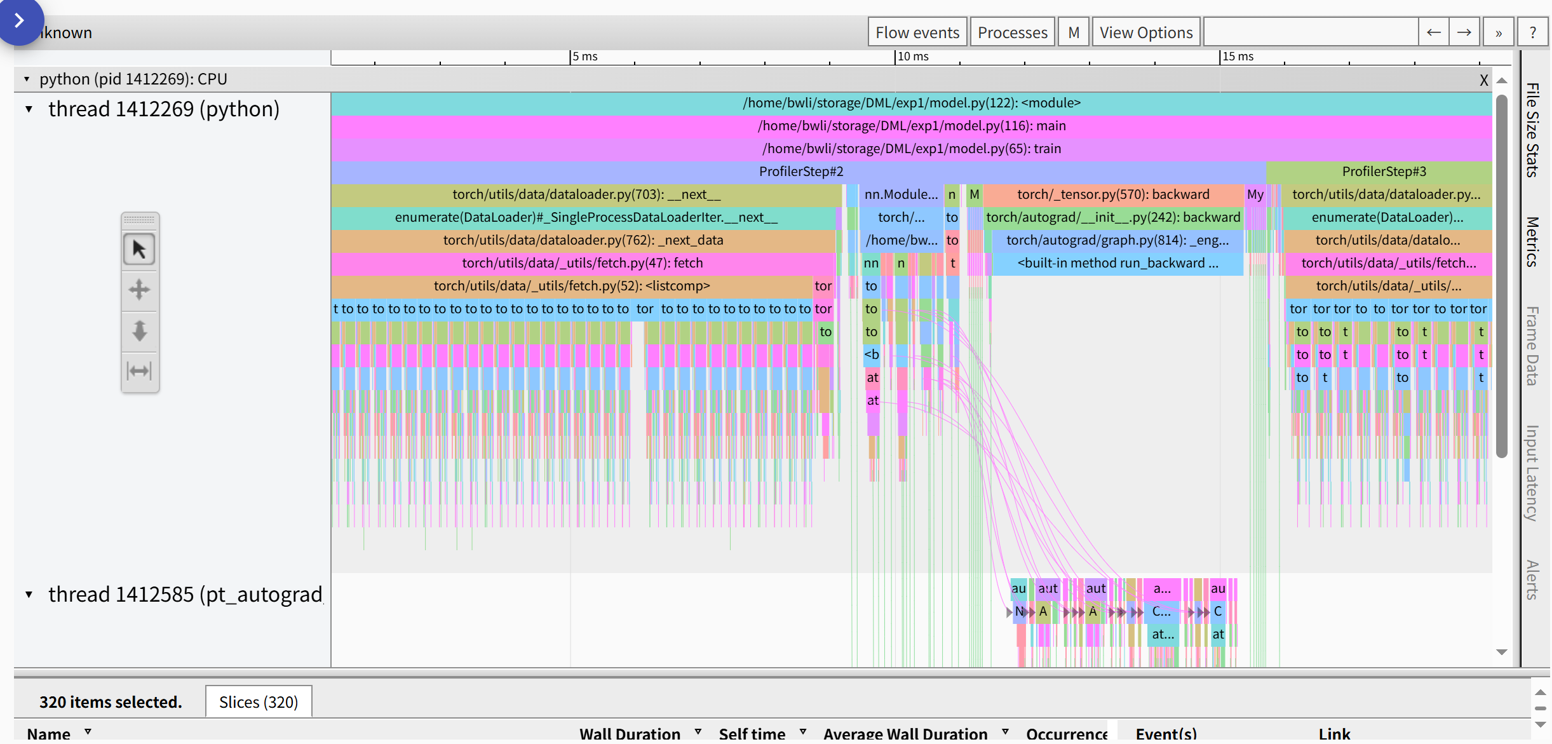 nknown Flow events Processes M View Options ← → » ?
5 ms 10 ms 15 ms
python (pid 1412269): CPU X
thread 1412269 (python)
/home/bwli/storage/DML/exp1/model.py(122): <module>
/home/bwli/storage/DML/exp1/model.py(116): main
/home/bwli/storage/DML/exp1/model.py(65): train
ProfilerStep#2 ProfilerStep#3
torch/utils/data/dataloader.py(703): __next__ nn.Module... n M torch/_tensor.py(570): backward My torch/utils/data/dataloader.py...
enumerate(DataLoader)#_SingleProcessDataLoaderIter.__next__ torch/... to torch/autograd/__init__.py(242): backward enumerate(DataLoader)...
torch/utils/data/dataloader.py(762): _next_data /home/bw... to torch/autograd/graph.py(814): _eng... torch/utils/data/datalo...
torch/utils/data/_utils/fetch.py(47): fetch nn n t <built-in method run_backward ... torch/utils/data/_utils/fetch...
torch/utils/data/_utils/fetch.py(52): <listcomp> tor to torch/utils/data/_utils/...
t to to to to to to to to to to to to to to tor to to to to to to to to to to tor to tor tor to to to tor to tor tor
to to to to t to t t
<b to to t to t t
at to t to t
at
thread 1412585 (pt_autograd
au aut aut a... au
N A A C... C
at... at
320 items selected. Slices (320)
Name Wall Duration Self time Average Wall Duration Occurrence Event(s) Link
File Size Stats
Metrics
Frame Data
Input Latency
Alerts